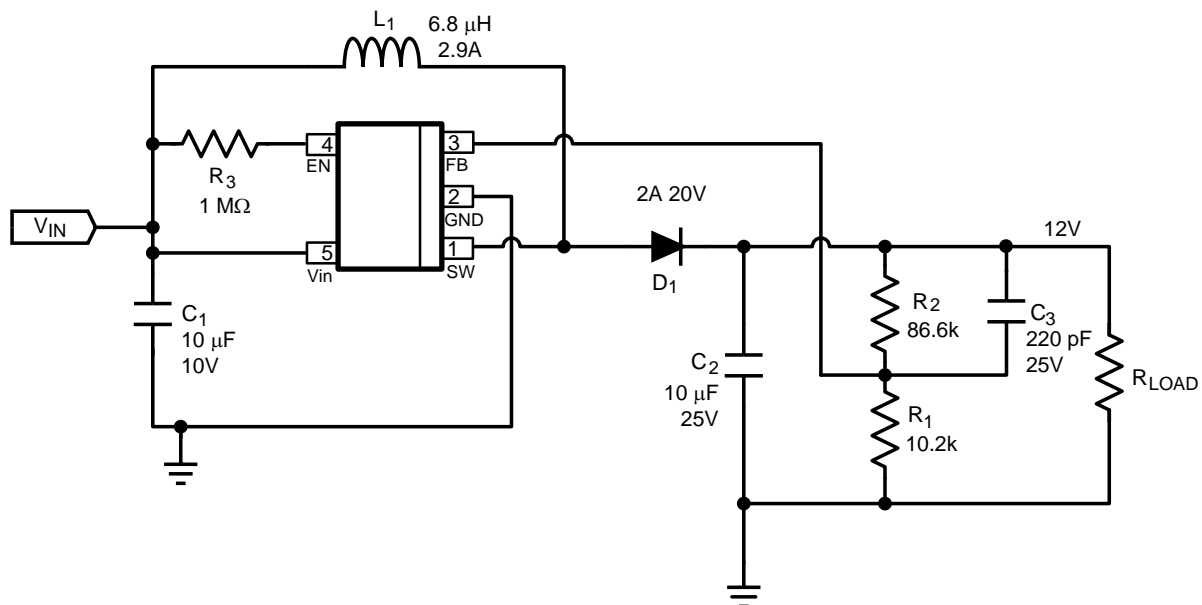 L1
6.8 μH
2.9A
R3
1 MΩ
4
EN
3
FB
2
GND
1
SW
5
Vin
VIN
C1
10 μF
10V
2A 20V
D1
12V
C2
10 μF
25V
R2
86.6k
C3
220 pF
25V
R1
10.2k
RLOAD